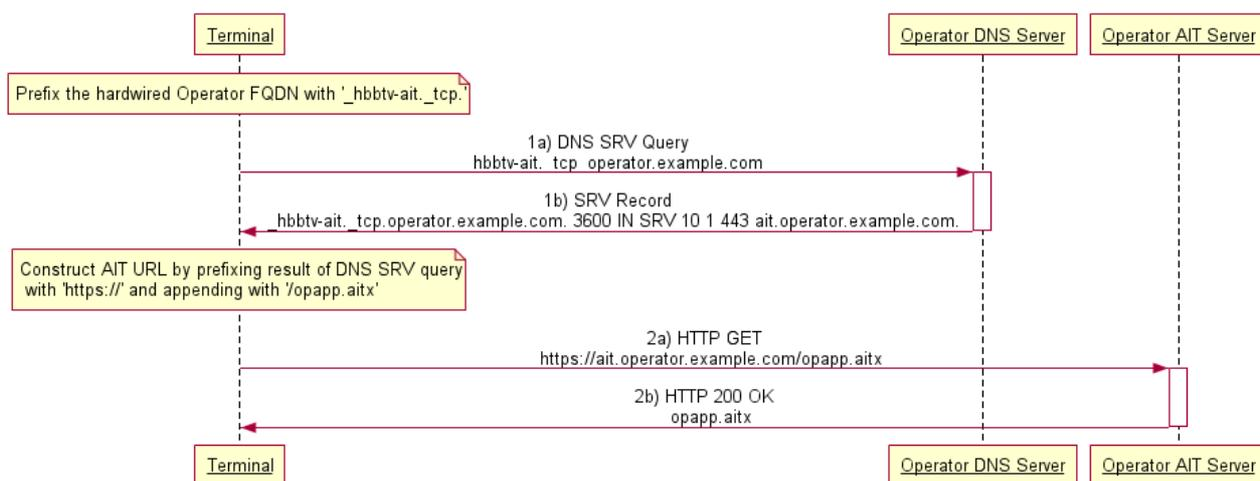 Terminal
Operator DNS Server
Operator AIT Server
Prefix the hardwired Operator FQDN with '_hbbtv-ait._tcp.'
1a) DNS SRV Query
_hbbtv-ait._tcp_operator.example.com
1b) SRV Record
_hbbtv-ait._tcp.operator.example.com. 3600 IN SRV 10 1 443 ait.operator.example.com.
Construct AIT URL by prefixing result of DNS SRV query
with 'https://' and appending with '/opapp.aitx'
2a) HTTP GET
https://ait.operator.example.com/opapp.aitx
2b) HTTP 200 OK
opapp.aitx
Terminal
Operator DNS Server
Operator AIT Server